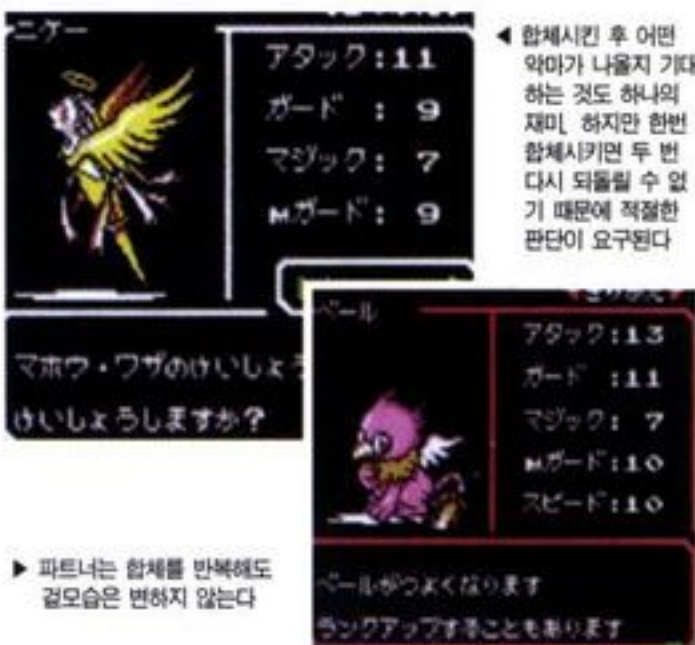 ニケー
アタック:11
ガード : 9
マジック: 7
Mガード: 9
マホウ・ワザのけいしょう
けいしょうしますか?
◀ 합체시킨 후 어떤
악마가 나올지 기대
하는 것도 하나의
재미. 하지만 한번
합체시키면 두 번
다시 되돌릴 수 없
기 때문에 적절한
판단이 요구된다
ベール
アタック:13
ガード :11
マジック: 7
Mガード:10
スピード:10
ベールがつよくなります
ランクアップすることもあります
▶ 파트너는 합체를 반복해도
겉모습은 변하지 않는다